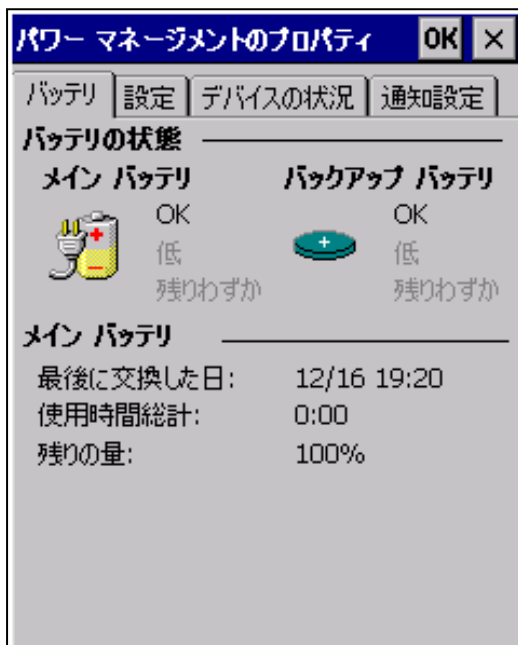 パワー マネージメントのプロパティ OK ×
バッテリ 設定 デバイスの状況 通知設定
バッテリの状態
メイン バッテリ バックアップ バッテリ
OK OK
低 低
残りわずか 残りわずか
メイン バッテリ
最後に交換した日: 12/16 19:20
使用時間総計: 0:00
残りの量: 100%